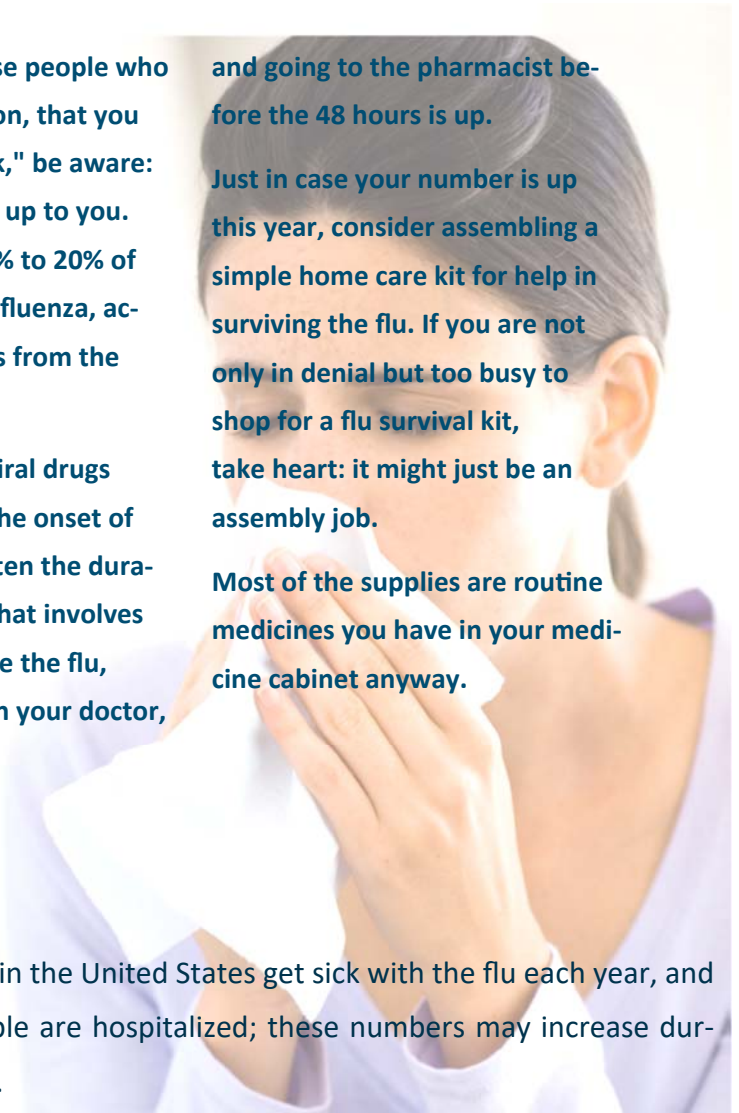 se people who
on, that you
k," be aware:
up to you.
% to 20% of
fluenza, ac-
s from the
iral drugs
he onset of
ten the dura-
hat involves
e the flu,
n your doctor,
and going to the pharmacist be-
fore the 48 hours is up.
Just in case your number is up
this year, consider assembling a
simple home care kit for help in
surviving the flu. If you are not
only in denial but too busy to
shop for a flu survival kit,
take heart: it might just be an
assembly job.
Most of the supplies are routine
medicines you have in your medi-
cine cabinet anyway.
in the United States get sick with the flu each year, and
ple are hospitalized; these numbers may increase dur-
.